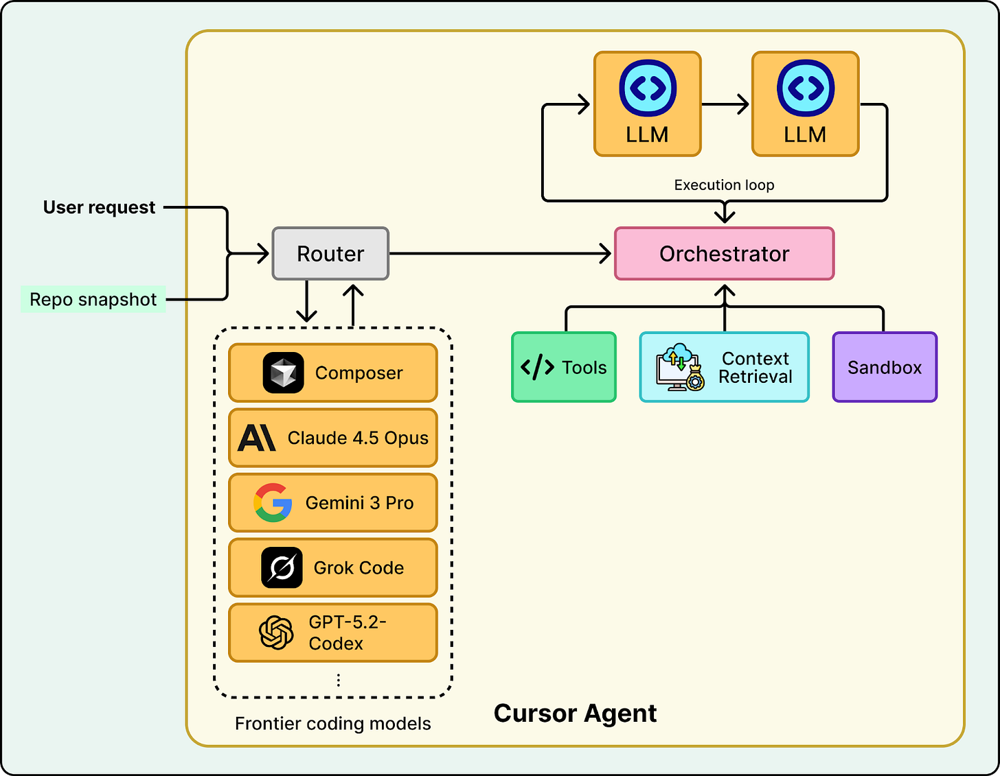 LLM
LLM
Execution loop
User request
Router
Orchestrator
Repo snapshot
Composer
Claude 4.5 Opus
Gemini 3 Pro
Grok Code
GPT-5.2-
Codex
⋮
Frontier coding models
</> Tools
Context
Retrieval
Sandbox
Cursor Agent